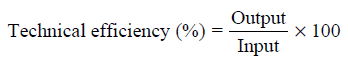 Technical efficiency (%) = Output / Input × 100